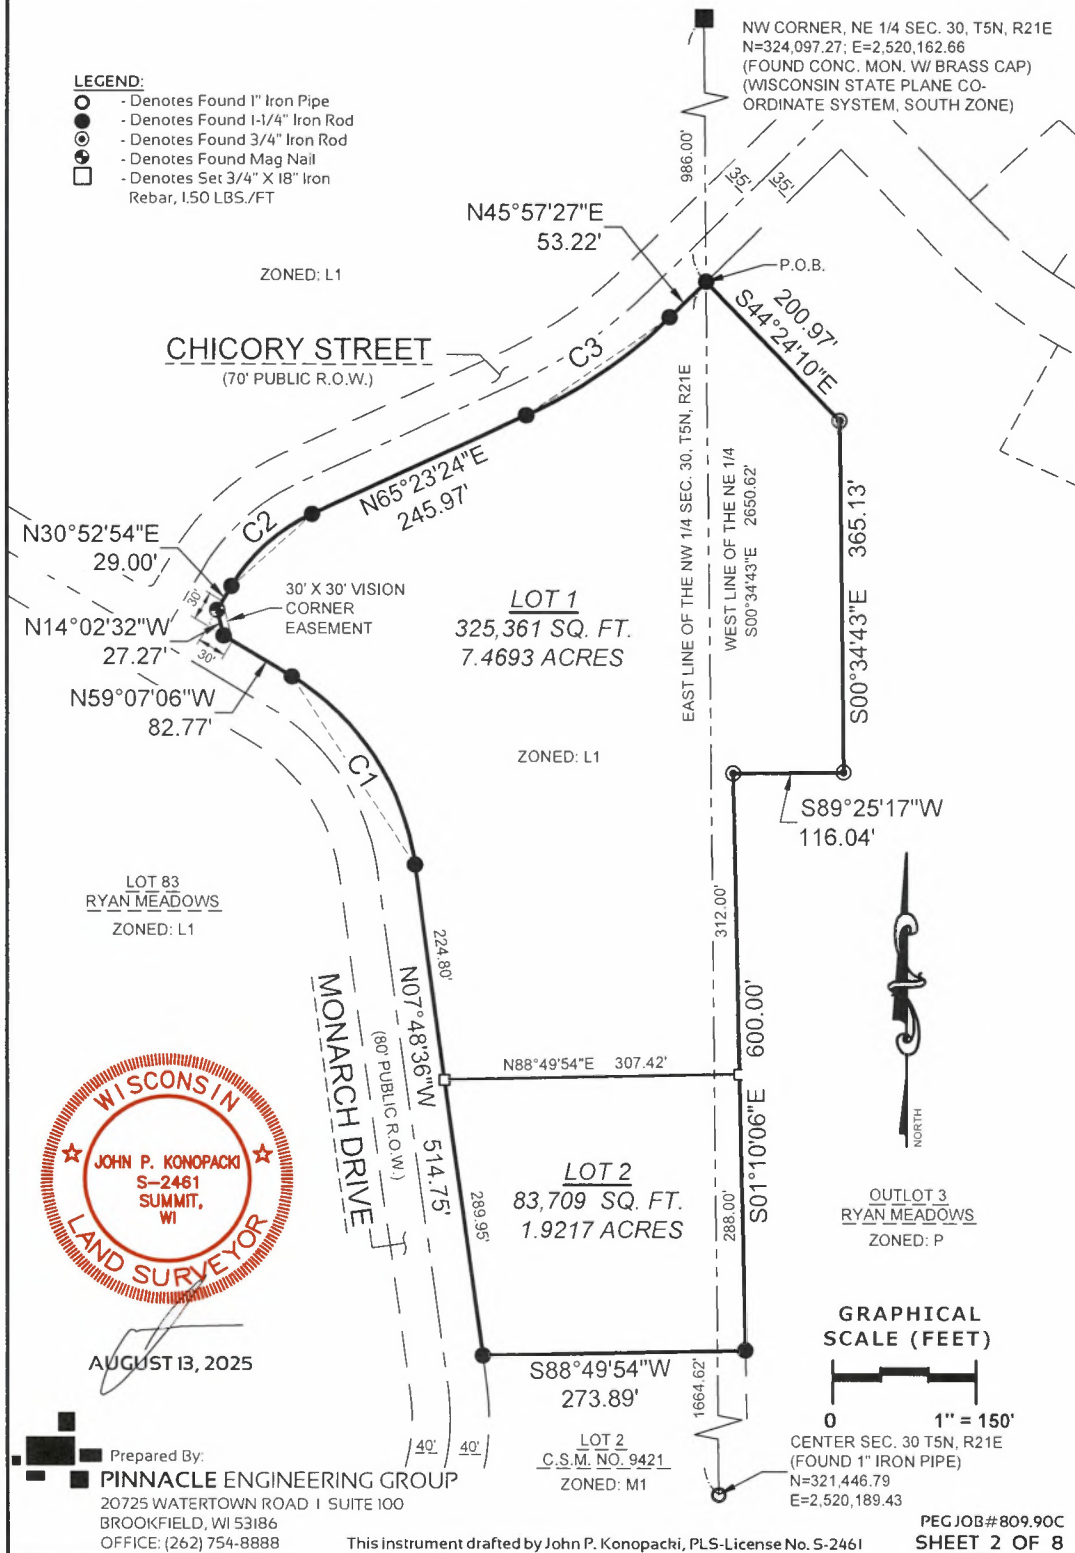 NW CORNER, NE 1/4 SEC. 30, T5N, R21E
N=324,097.27; E=2,520,162.66
(FOUND CONC. MON. W/ BRASS CAP)
(WISCONSIN STATE PLANE CO-
ORDINATE SYSTEM, SOUTH ZONE)
LEGEND:
- Denotes Found 1" Iron Pipe
- Denotes Found 1-1/4" Iron Rod
- Denotes Found 3/4" Iron Rod
- Denotes Found Mag Nail
- Denotes Set 3/4" X 18" Iron
Rebar, 1.50 LBS./FT
986.00'
35'
35'
N45°57'27"E
53.22'
P.O.B.
ZONED: L1
200.97'
S44°24'10"E
CHICORY STREET
(70' PUBLIC R.O.W.)
C3
N65°23'24"E
245.97'
C2
N30°52'54"E
29.00'
30'
30' X 30' VISION
CORNER
EASEMENT
N14°02'32"W
27.27'
30'
N59°07'06"W
82.77'
C1
LOT 1
325,361 SQ. FT.
7.4693 ACRES
ZONED: L1
EAST LINE OF THE NW 1/4 SEC. 30, T5N, R21E
WEST LINE OF THE NE 1/4
S00°34'43"E 2650.62'
S00°34'43"E 365.13'
S89°25'17"W
116.04'
LOT 83
RYAN MEADOWS
ZONED: L1
312.00'
224.80'
N07°48'36"W 514.75'
S01°10'06"E 600.00'
MONARCH DRIVE
(80' PUBLIC R.O.W.)
N88°49'54"E 307.42'
NORTH
LOT 2
83,709 SQ. FT.
1.9217 ACRES
289.95'
288.00'
OUTLOT 3
RYAN MEADOWS
ZONED: P
WISCONSIN
JOHN P. KONOPACKI
S-2461
SUMMIT,
WI
LAND SURVEYOR
AUGUST 13, 2025
S88°49'54"W
273.89'
1664.62'
GRAPHICAL
SCALE (FEET)
0 1" = 150'
40'
40'
LOT 2
C.S.M. NO. 9421
ZONED: M1
CENTER SEC. 30 T5N, R21E
(FOUND 1" IRON PIPE)
N=321,446.79
E=2,520,189.43
Prepared By:
PINNACLE ENGINEERING GROUP
20725 WATERTOWN ROAD | SUITE 100
BROOKFIELD, WI 53186
OFFICE: (262) 754-8888
This instrument drafted by John P. Konopacki, PLS-License No. S-2461
PEG JOB#809.90C
SHEET 2 OF 8